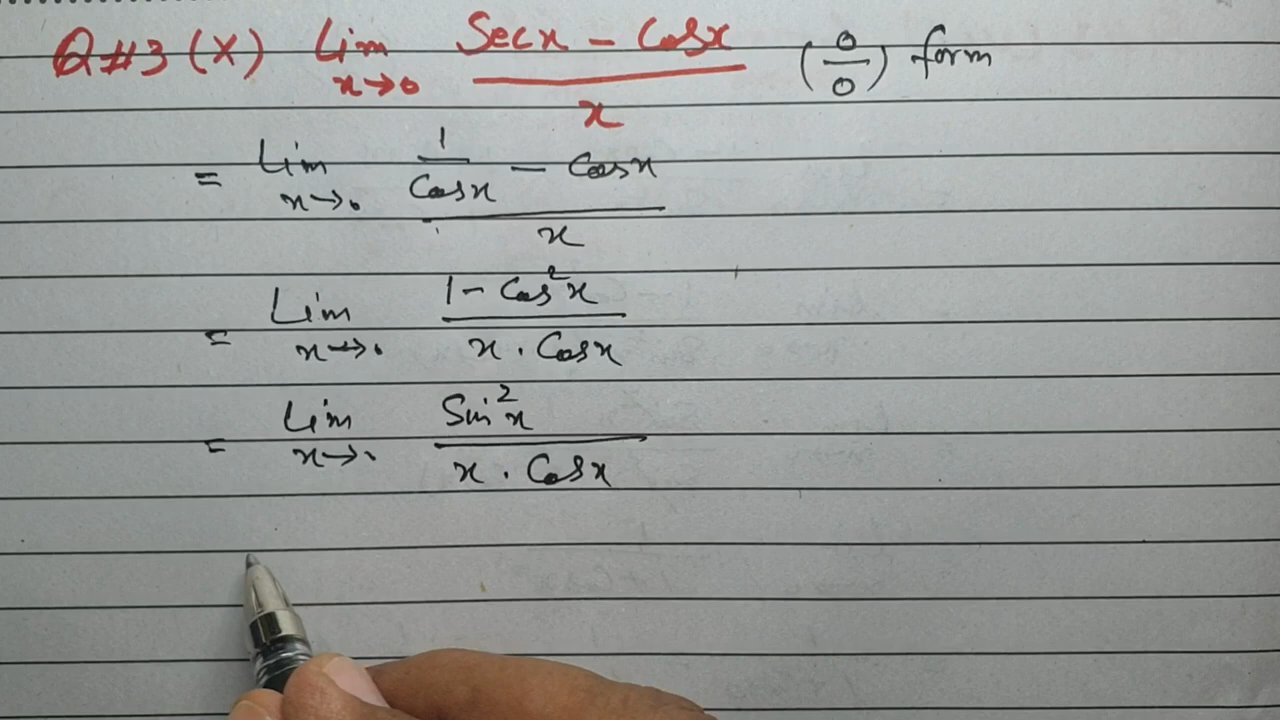 Q#3 (x) Lim x→0 Secx - Cosx / x (0/0) form
= Lim x→0 1/Cosx - Cosx / x
= Lim x→0 1 - Cos²x / x . Cosx
= Lim x→0 Sin²x / x . Cosx